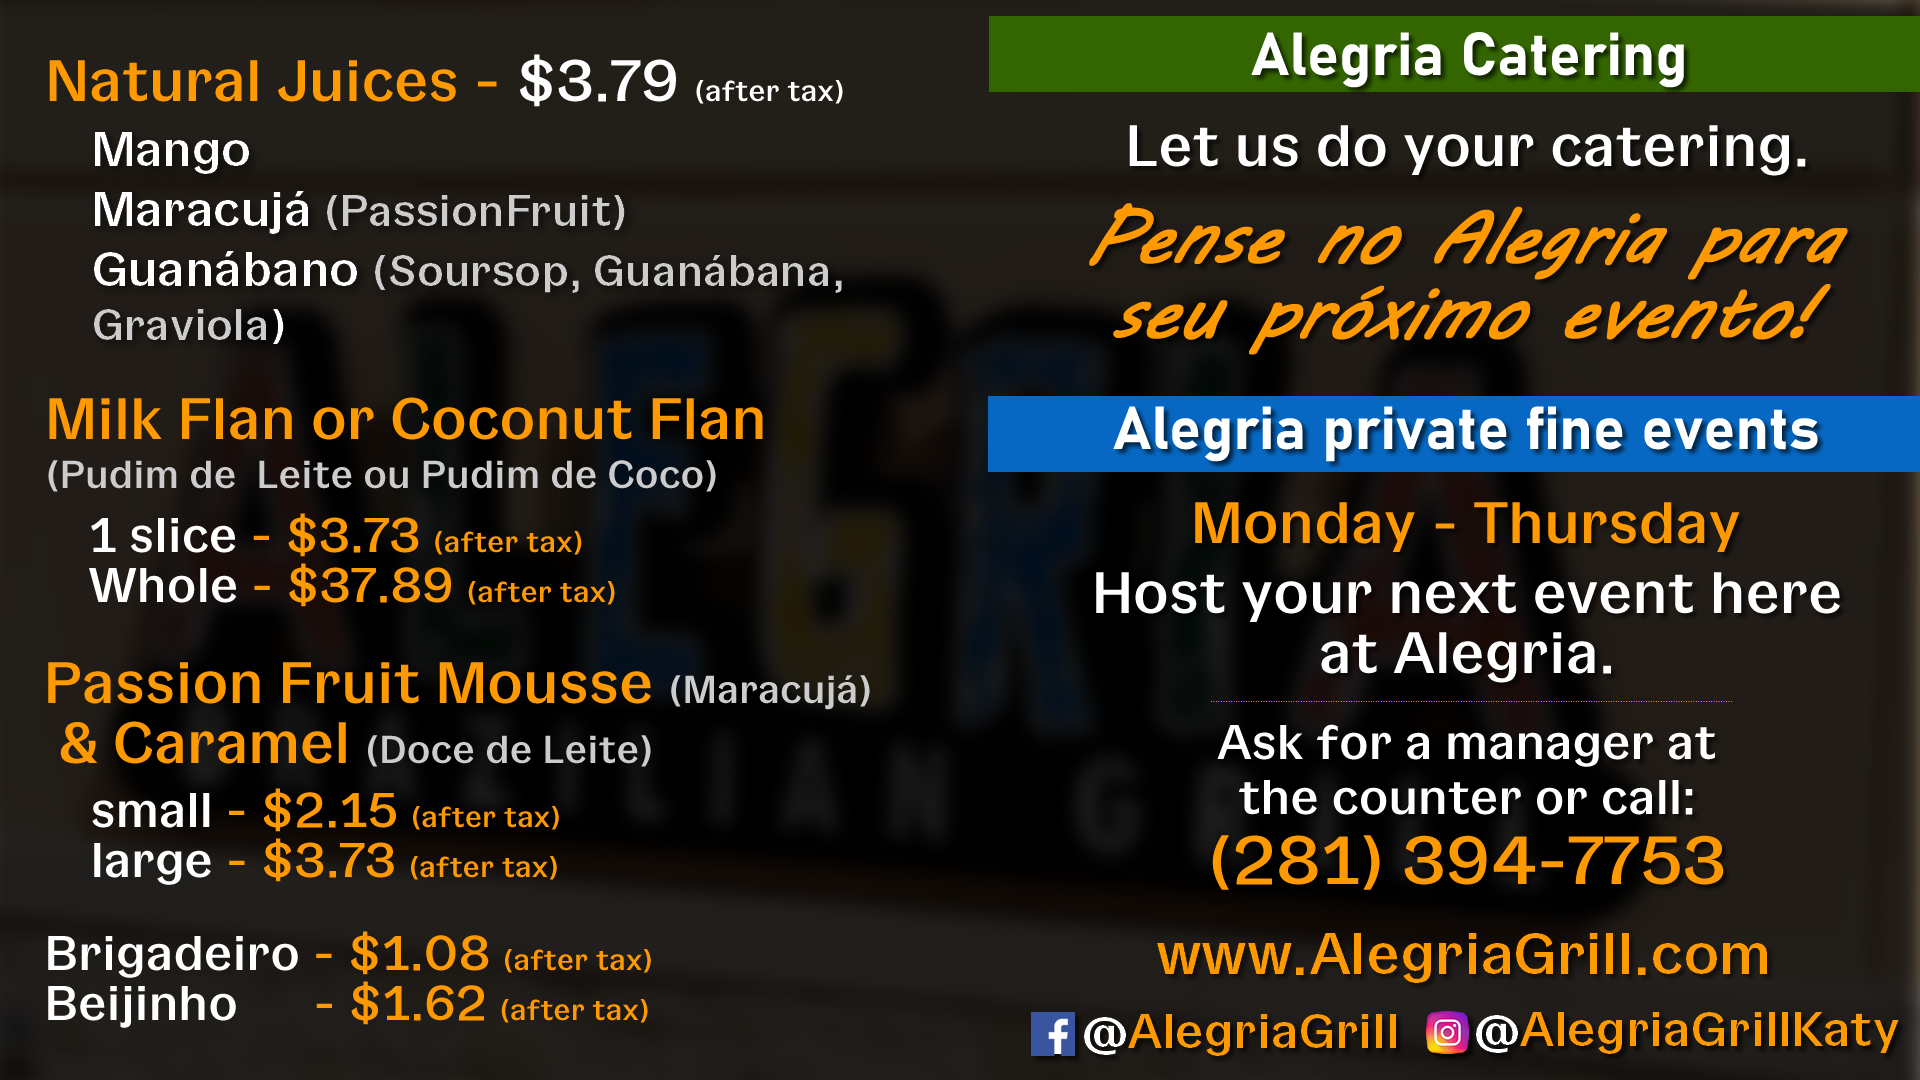 Natural Juices - $3.79 (after tax)
Mango
Maracujá (PassionFruit)
Guanábano (Soursop, Guanábana,
Graviola)
Milk Flan or Coconut Flan
(Pudim de Leite ou Pudim de Coco)
1 slice - $3.73 (after tax)
Whole - $37.89 (after tax)
Passion Fruit Mousse (Maracujá)
& Caramel (Doce de Leite)
small - $2.15 (after tax)
large - $3.73 (after tax)
Brigadeiro - $1.08 (after tax)
Beijinho - $1.62 (after tax)
Alegria Catering
Let us do your catering.
Pense no Alegria para
seu próximo evento!
Alegria private fine events
Monday - Thursday
Host your next event here
at Alegria.
Ask for a manager at
the counter or call:
(281) 394-7753
www.AlegriaGrill.com
@AlegriaGrill @AlegriaGrillKaty
ALEGRIA